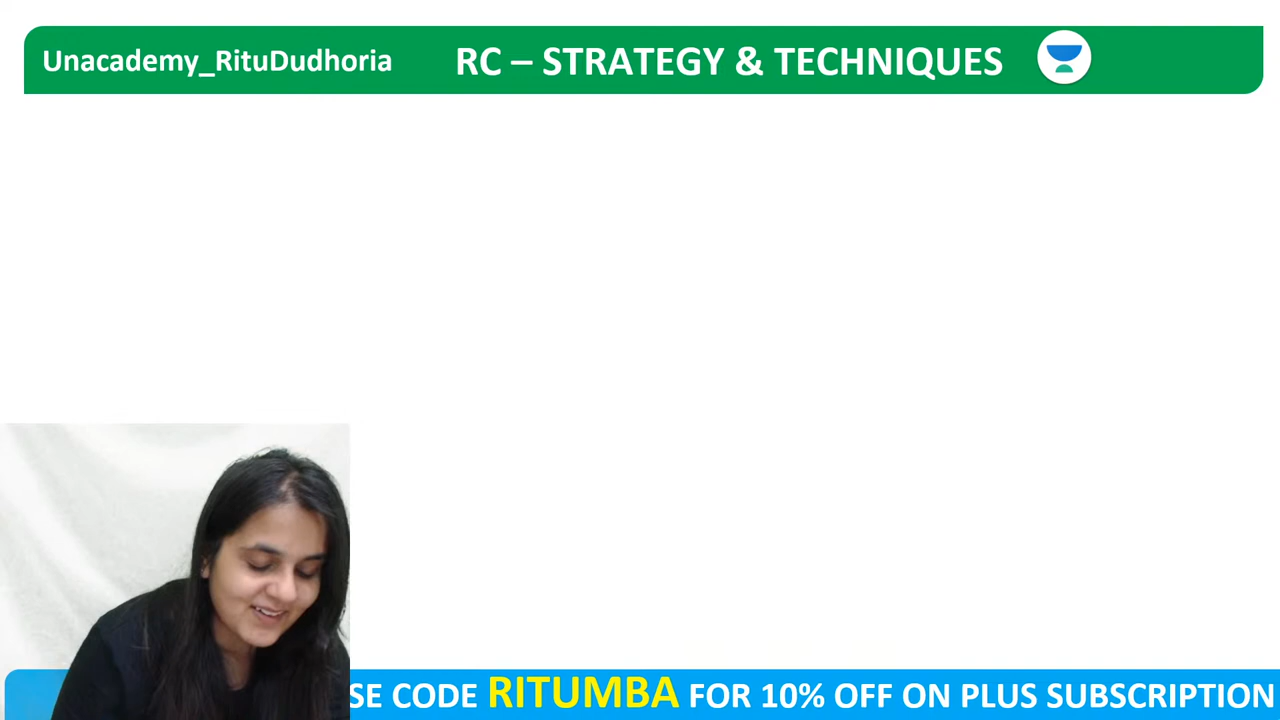 Unacademy_RituDudhoria RC – STRATEGY & TECHNIQUES
SE CODE RITUMBA FOR 10% OFF ON PLUS SUBSCRIPTION